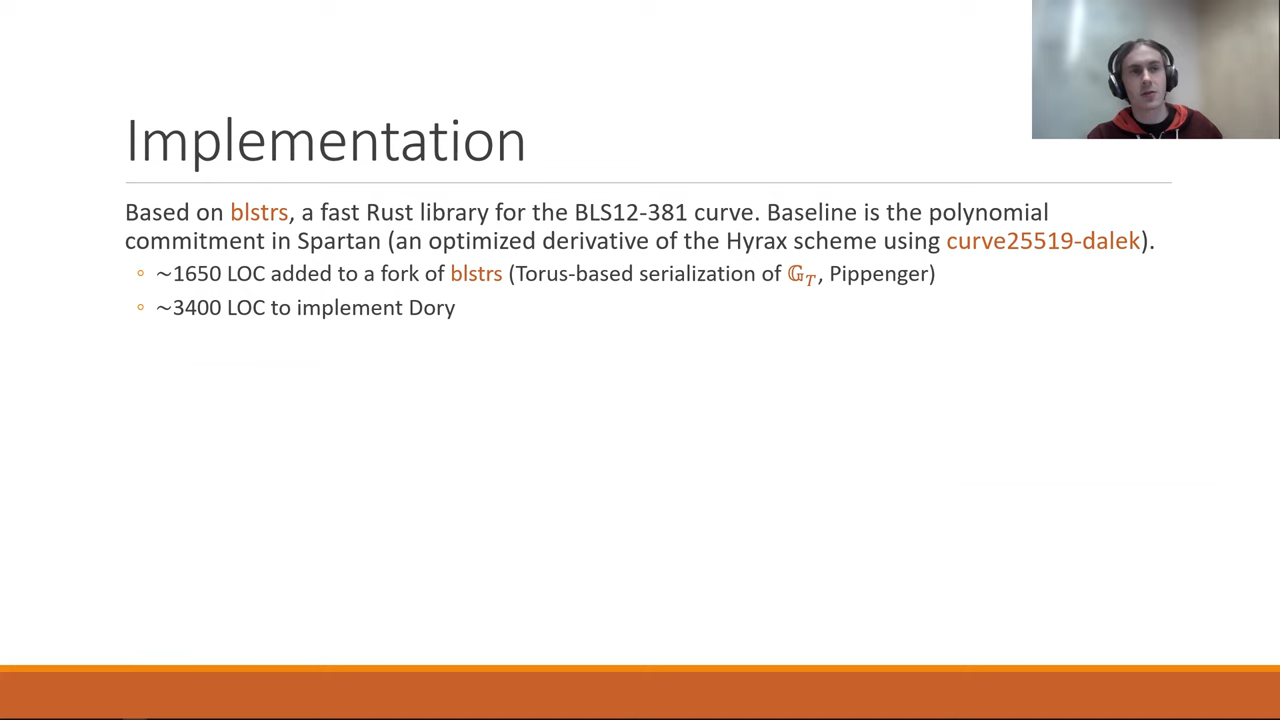 Implementation
Based on blstrs, a fast Rust library for the BLS12-381 curve. Baseline is the polynomial
commitment in Spartan (an optimized derivative of the Hyrax scheme using curve25519-dalek).
◦ ~1650 LOC added to a fork of blstrs (Torus-based serialization of 𝔾_T, Pippenger)
◦ ~3400 LOC to implement Dory